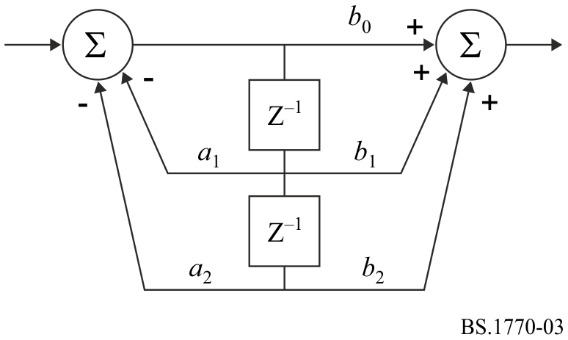 b₀
Σ + Σ
- - + +
Z⁻¹
a₁ b₁
Z⁻¹
a₂ b₂
BS.1770-03